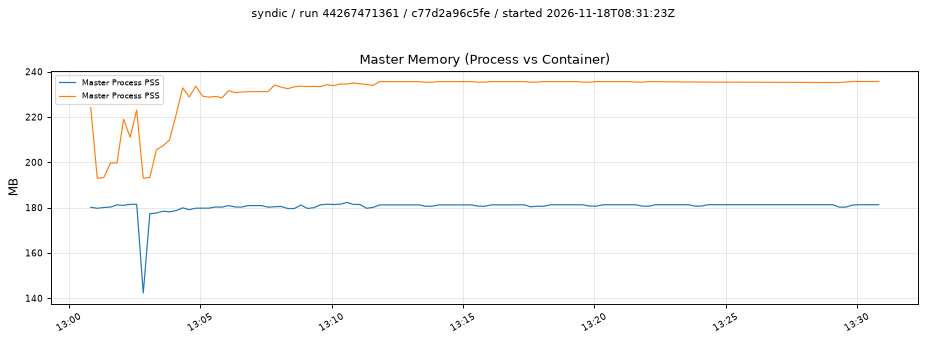 syndic / run 44267471361 / c77d2a96c5fe / started 2026-11-18T08:31:23Z
Master Memory (Process vs Container)
Master Process PSS
Master Process PSS
MB
240
220
200
180
160
140
13:00
13:05
13:10
13:15
13:20
13:25
13:30